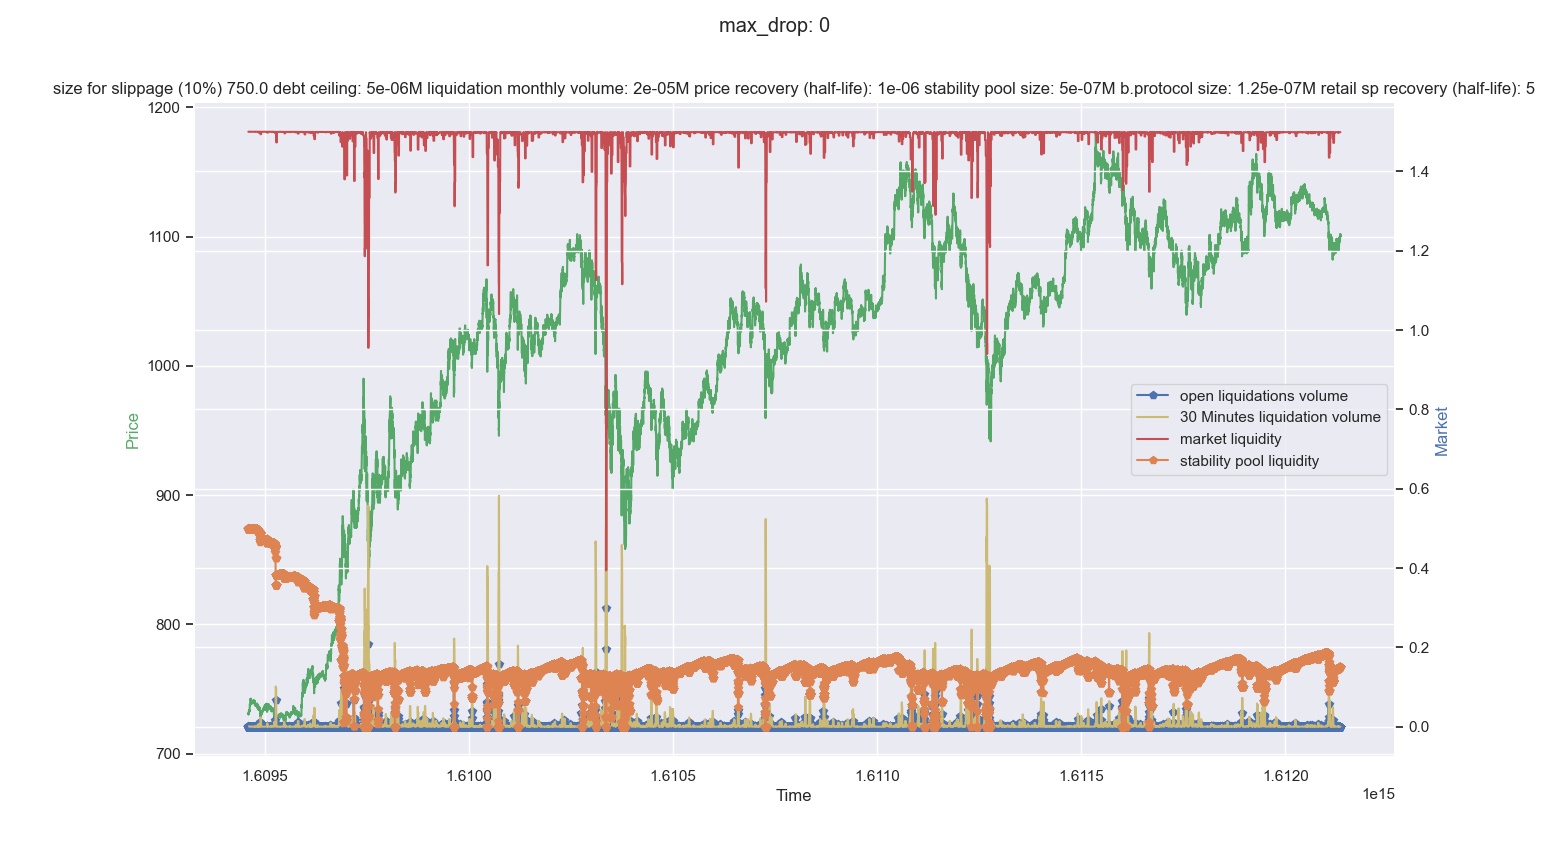 max_drop: 0
size for slippage (10%) 750.0 debt ceiling: 5e-06M liquidation monthly volume: 2e-05M price recovery (half-life): 1e-06 stability pool size: 5e-07M b.protocol size: 1.25e-07M retail sp recovery (half-life): 5
1200
1.4
1100
1.2
1.0
1000
open liquidations volume
30 Minutes liquidation volume
market liquidity
stability pool liquidity
Price
Market
0.8
900
0.6
0.4
800
0.2
0.0
700
1.6095 1.6100 1.6105 1.6110 1.6115 1.6120
Time
1e15